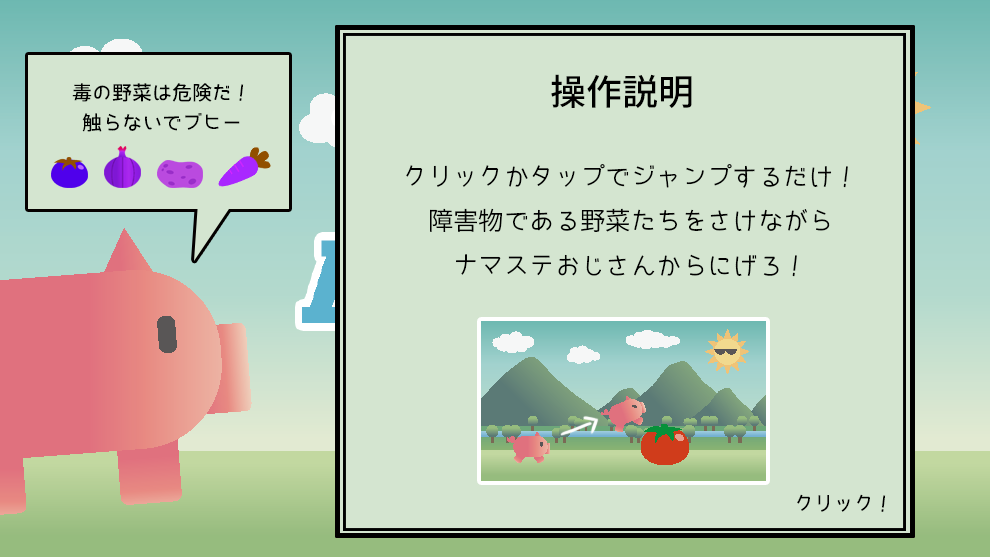 毒の野菜は危険だ！
触らないでブヒー
操作説明
クリックかタップでジャンプするだけ！
障害物である野菜たちをさけながら
ナマステおじさんからにげろ！
クリック！